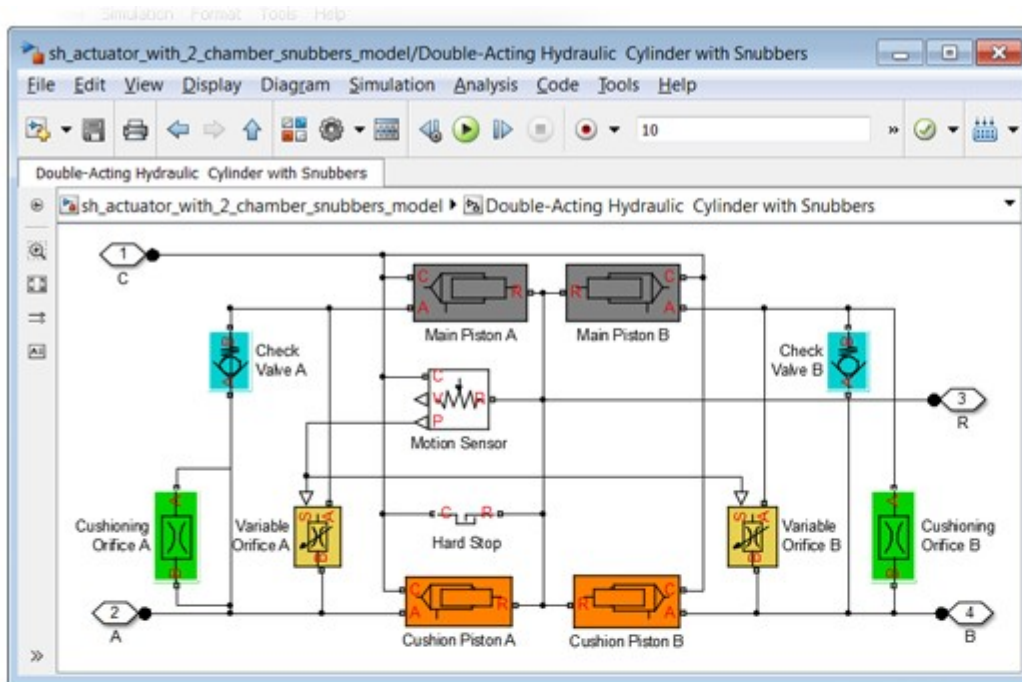 Simulation Format Tools Help
sh_actuator_with_2_chamber_snubbers_model/Double-Acting Hydraulic Cylinder with Snubbers
File Edit View Display Diagram Simulation Analysis Code Tools Help
10 »
Double-Acting Hydraulic Cylinder with Snubbers
sh_actuator_with_2_chamber_snubbers_model Double-Acting Hydraulic Cylinder with Snubbers
1
C
C R
R C
A
A
Main Piston A
Main Piston B
B
Check
Valve A
A
Check
Valve B
B
A
C
V R
P
Motion Sensor
3
R
A
Cushioning
Orifice A
B
S A
Variable
Orifice A
B
C R
Hard Stop
S A
Variable
Orifice B
B
A
Cushioning
Orifice B
B
2
A
C
R
A
Cushion Piston A
C
R
A
Cushion Piston B
4
B
»